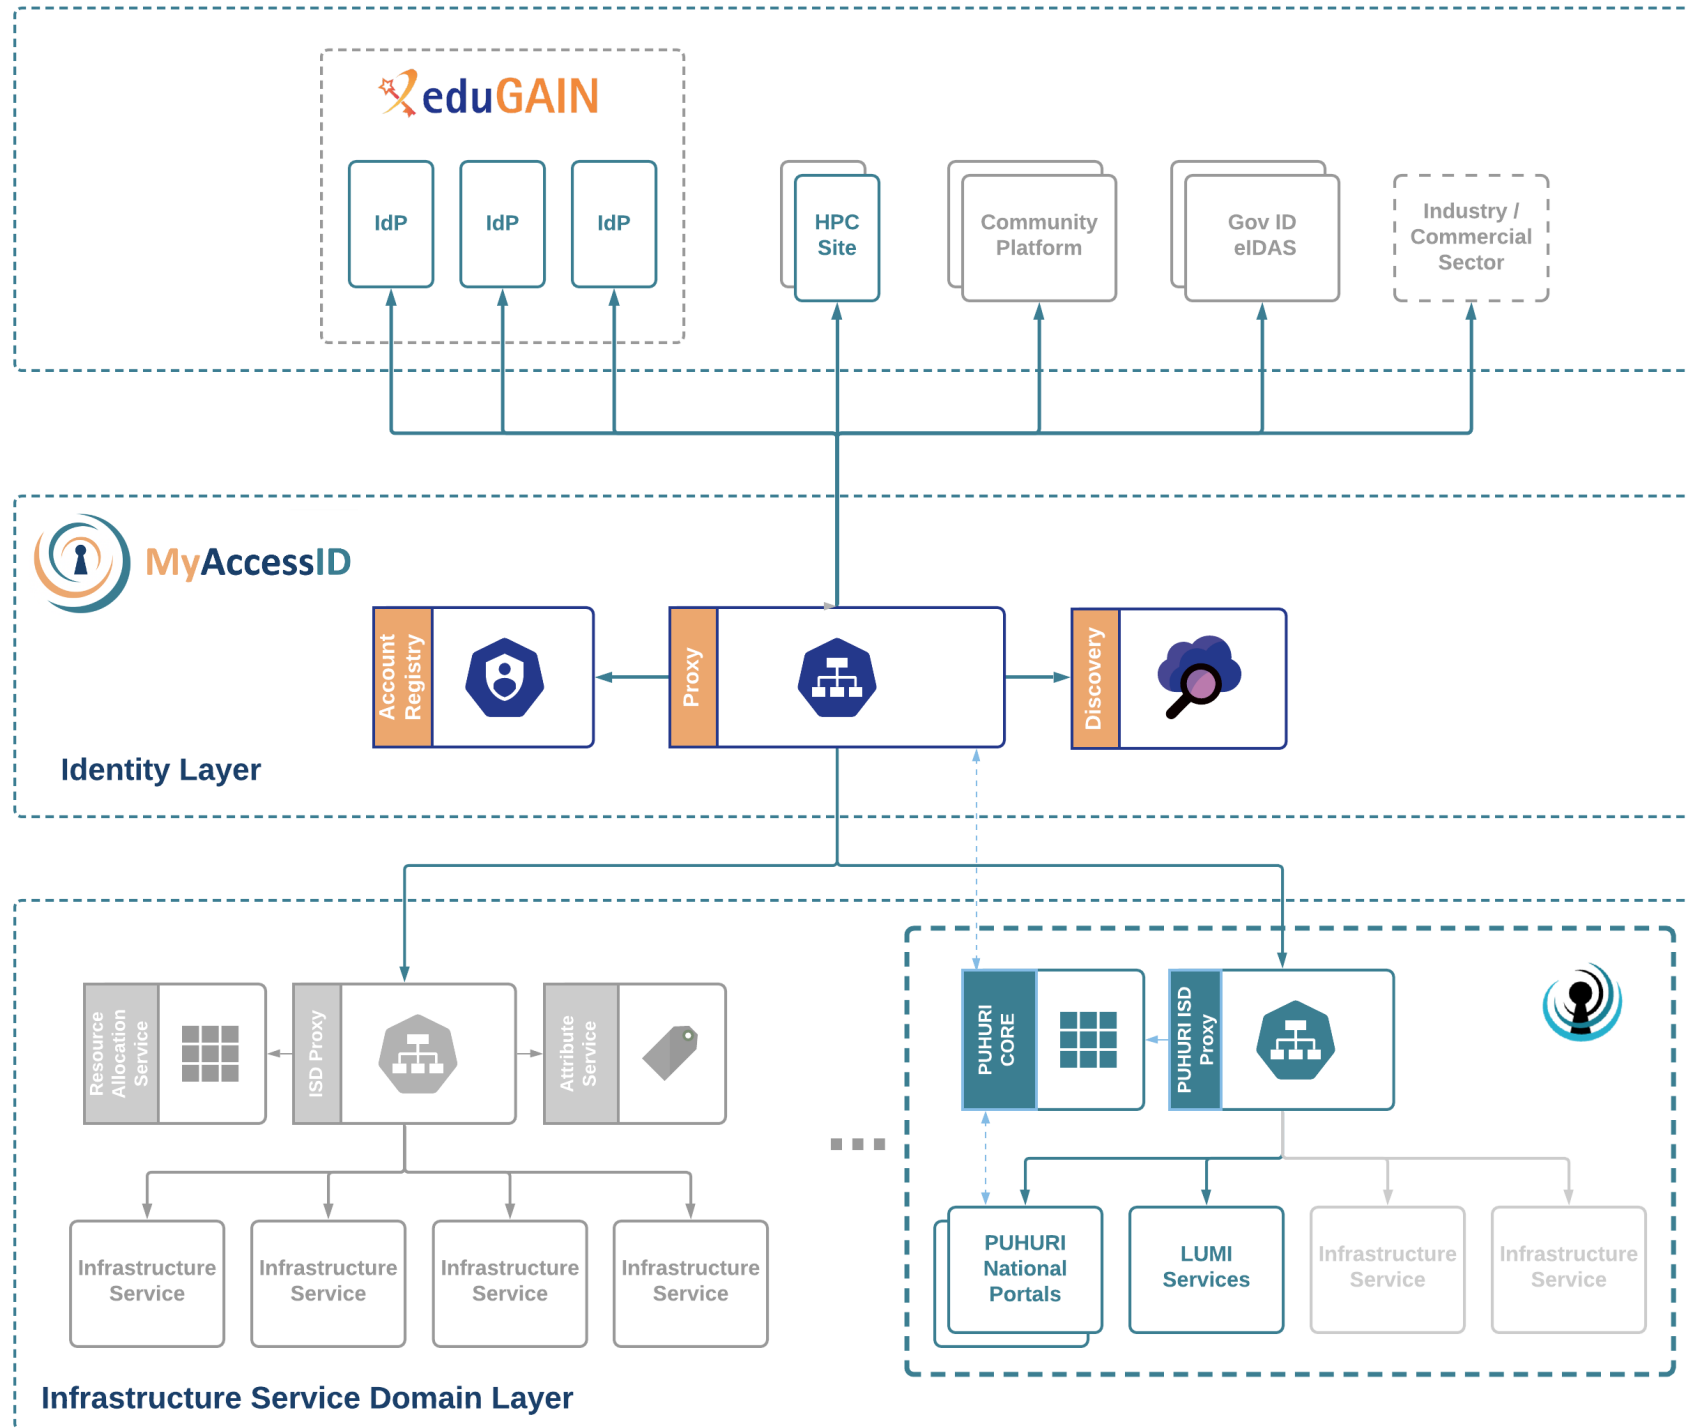 eduGAIN
IdP
IdP
IdP
HPC
Site
Community
Platform
Gov ID
eIDAS
Industry /
Commercial
Sector
MyAccessID
Account
Registry
Proxy
Discovery
Identity Layer
Resource
Allocation
Service
ISD Proxy
Attribute
Service
PUHURI
CORE
PUHURI ISD
Proxy
Infrastructure
Service
Infrastructure
Service
Infrastructure
Service
Infrastructure
Service
PUHURI
National
Portals
LUMI
Services
Infrastructure
Service
Infrastructure
Service
Infrastructure Service Domain Layer